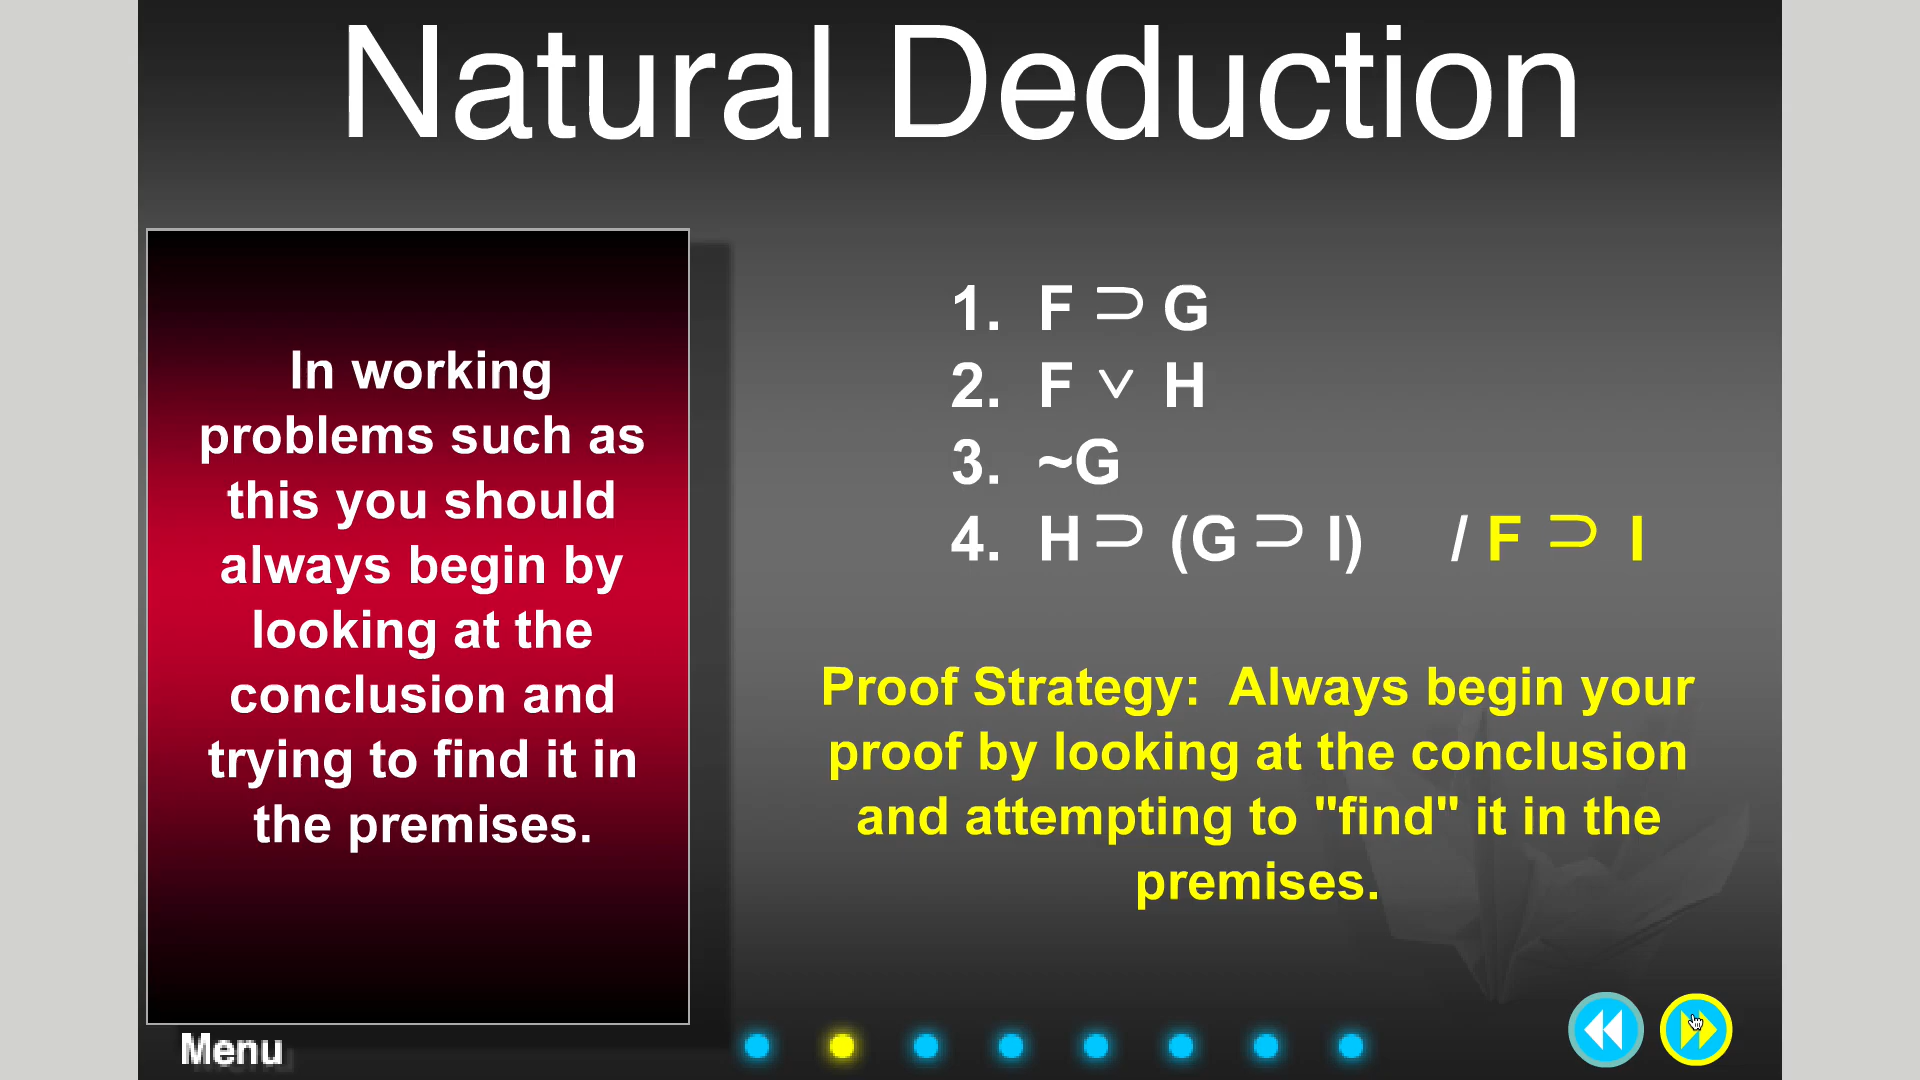 Natural Deduction
In working
problems such as
this you should
always begin by
looking at the
conclusion and
trying to find it in
the premises.
1. F ⊃ G
2. F ∨ H
3. ~G
4. H ⊃ (G ⊃ I) / F ⊃ I
Proof Strategy: Always begin your
proof by looking at the conclusion
and attempting to "find" it in the
premises.
Menu